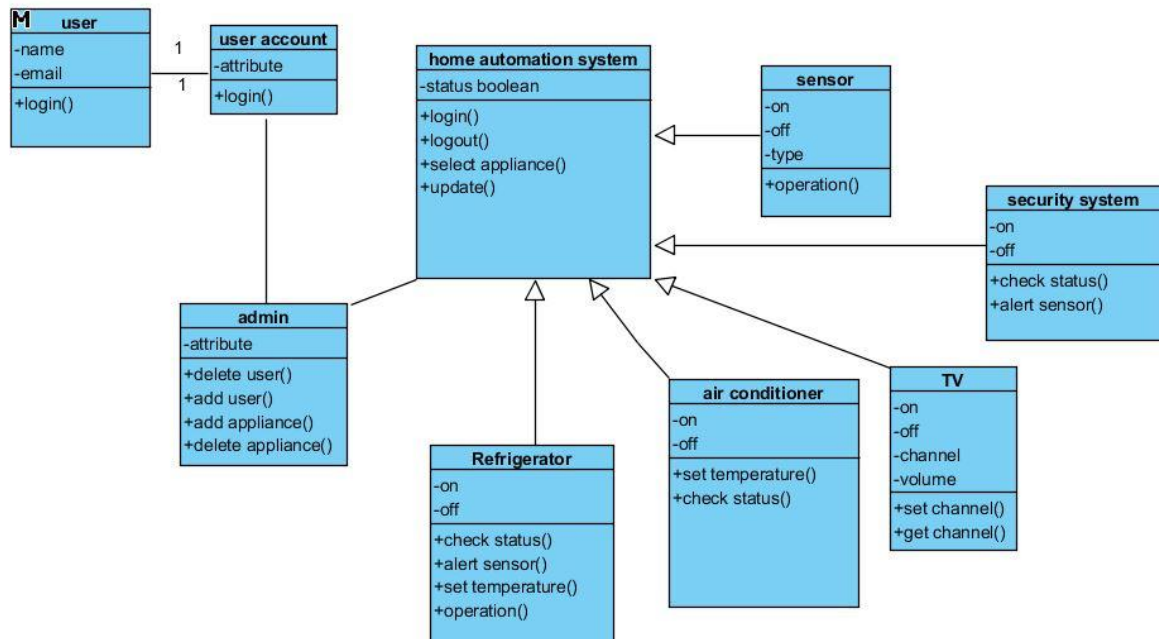 M
user
-name
-email
+login()
1
1
user account
-attribute
+login()
home automation system
-status boolean
+login()
+logout()
+select appliance()
+update()
sensor
-on
-off
-type
+operation()
security system
-on
-off
+check status()
+alert sensor()
admin
-attribute
+delete user()
+add user()
+add appliance()
+delete appliance()
Refrigerator
-on
-off
+check status()
+alert sensor()
+set temperature()
+operation()
air conditioner
-on
-off
+set temperature()
+check status()
TV
-on
-off
-channel
-volume
+set channel()
+get channel()